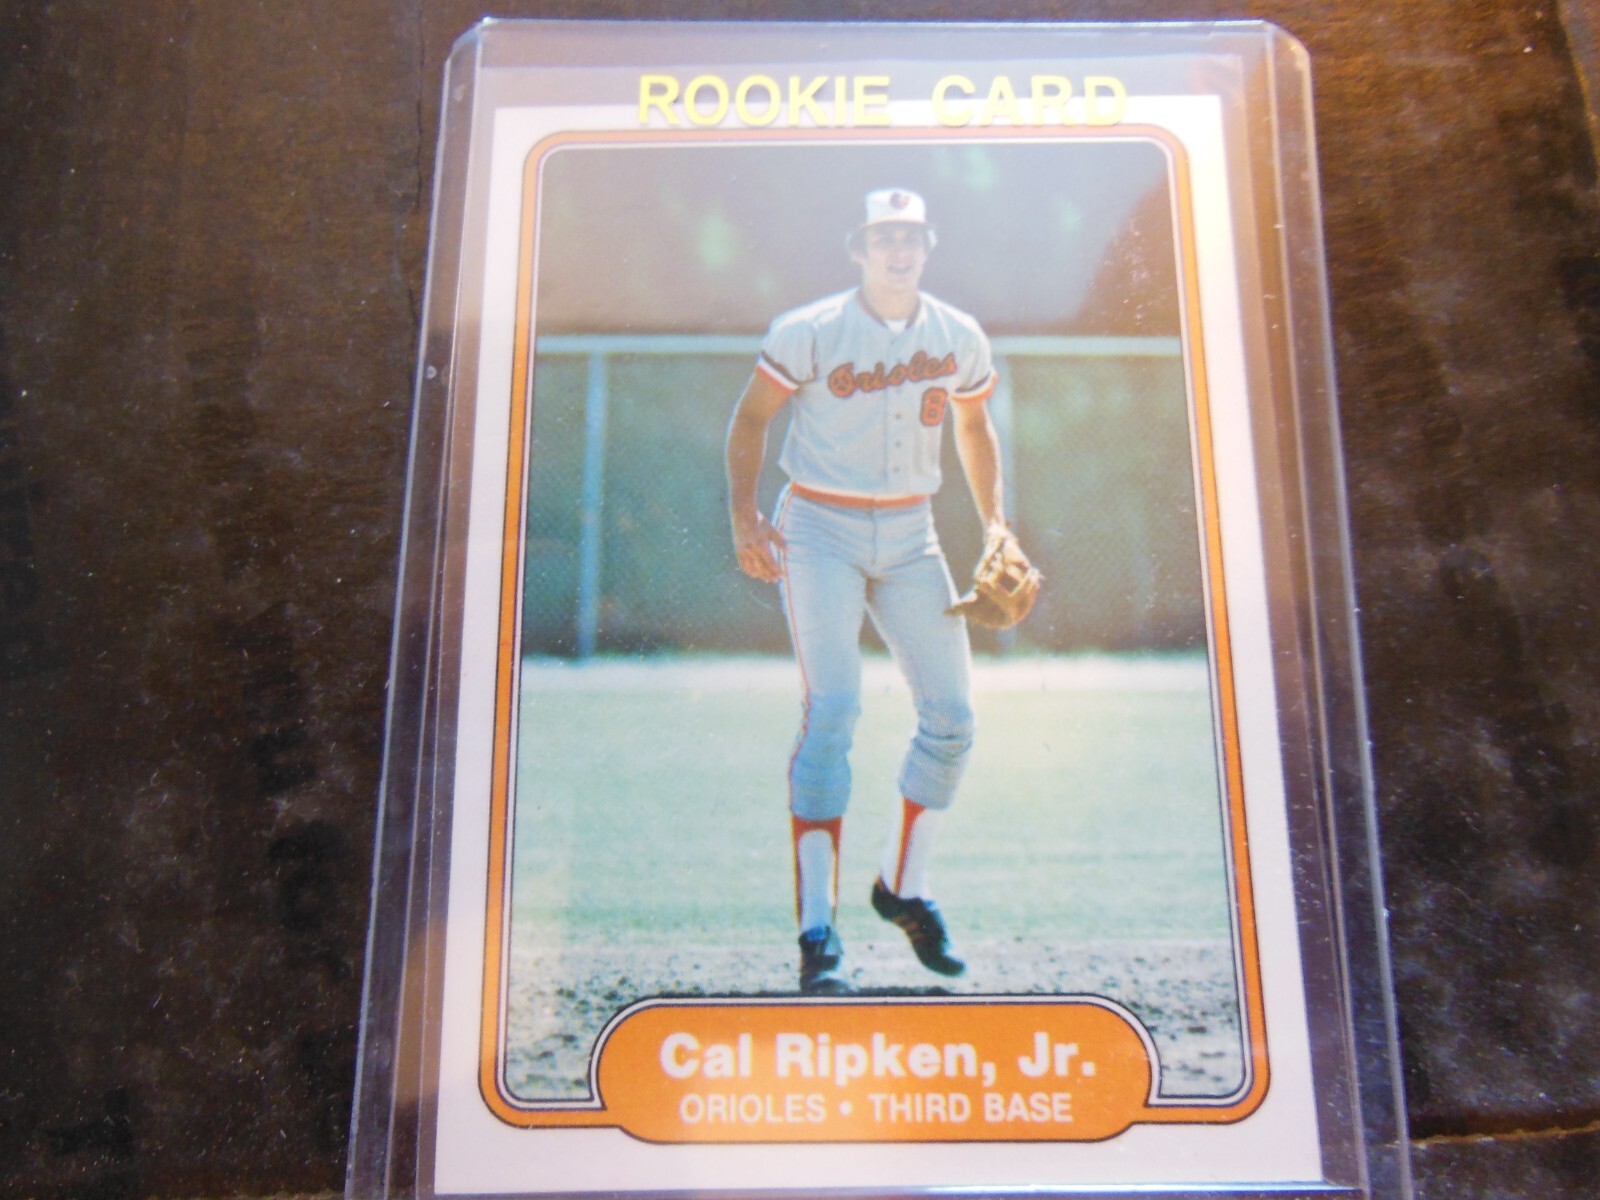 ROOKIE CARD
Orioles
8
Cal Ripken, Jr.
ORIOLES • THIRD BASE